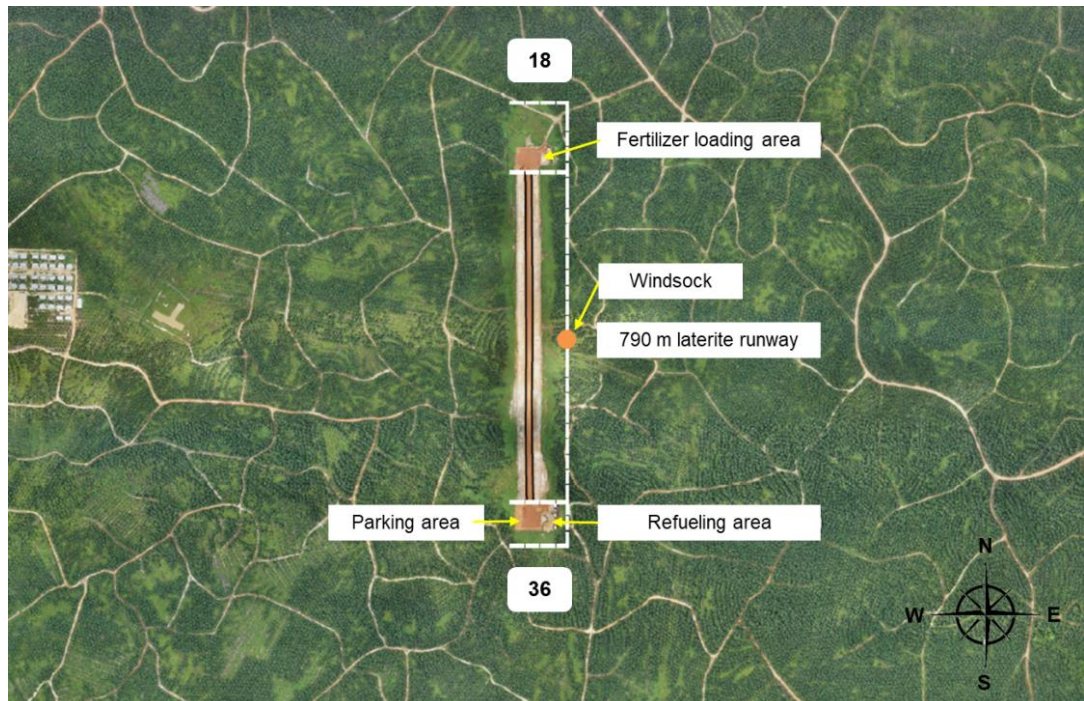 18
Fertilizer loading area
Windsock
790 m laterite runway
Parking area
Refueling area
36
N
W
E
S